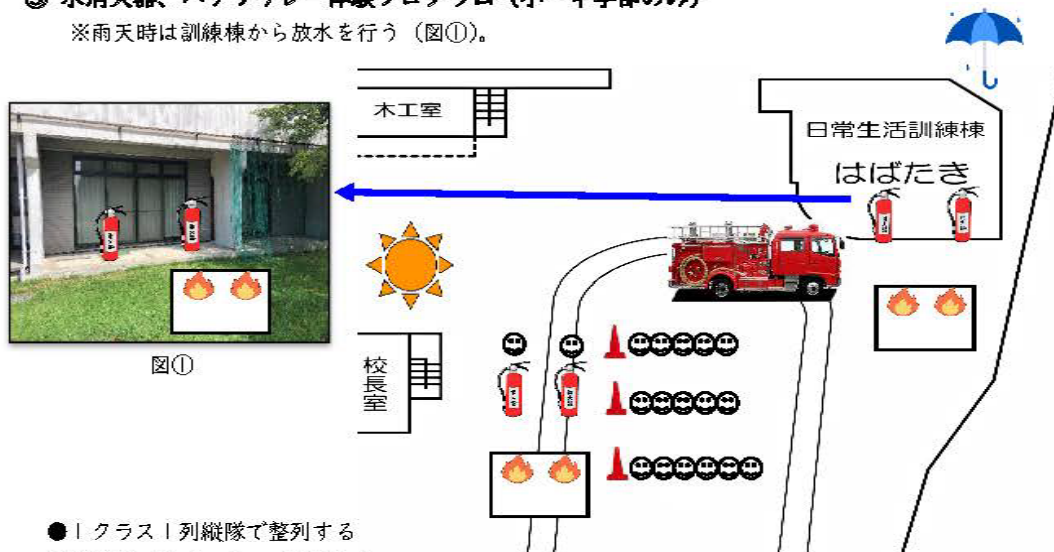 ※雨天時は訓練棟から放水を行う（図①）。
木工室
日常生活訓練棟
はばたき
図①
校長室
●１クラス１列縦隊で整列する